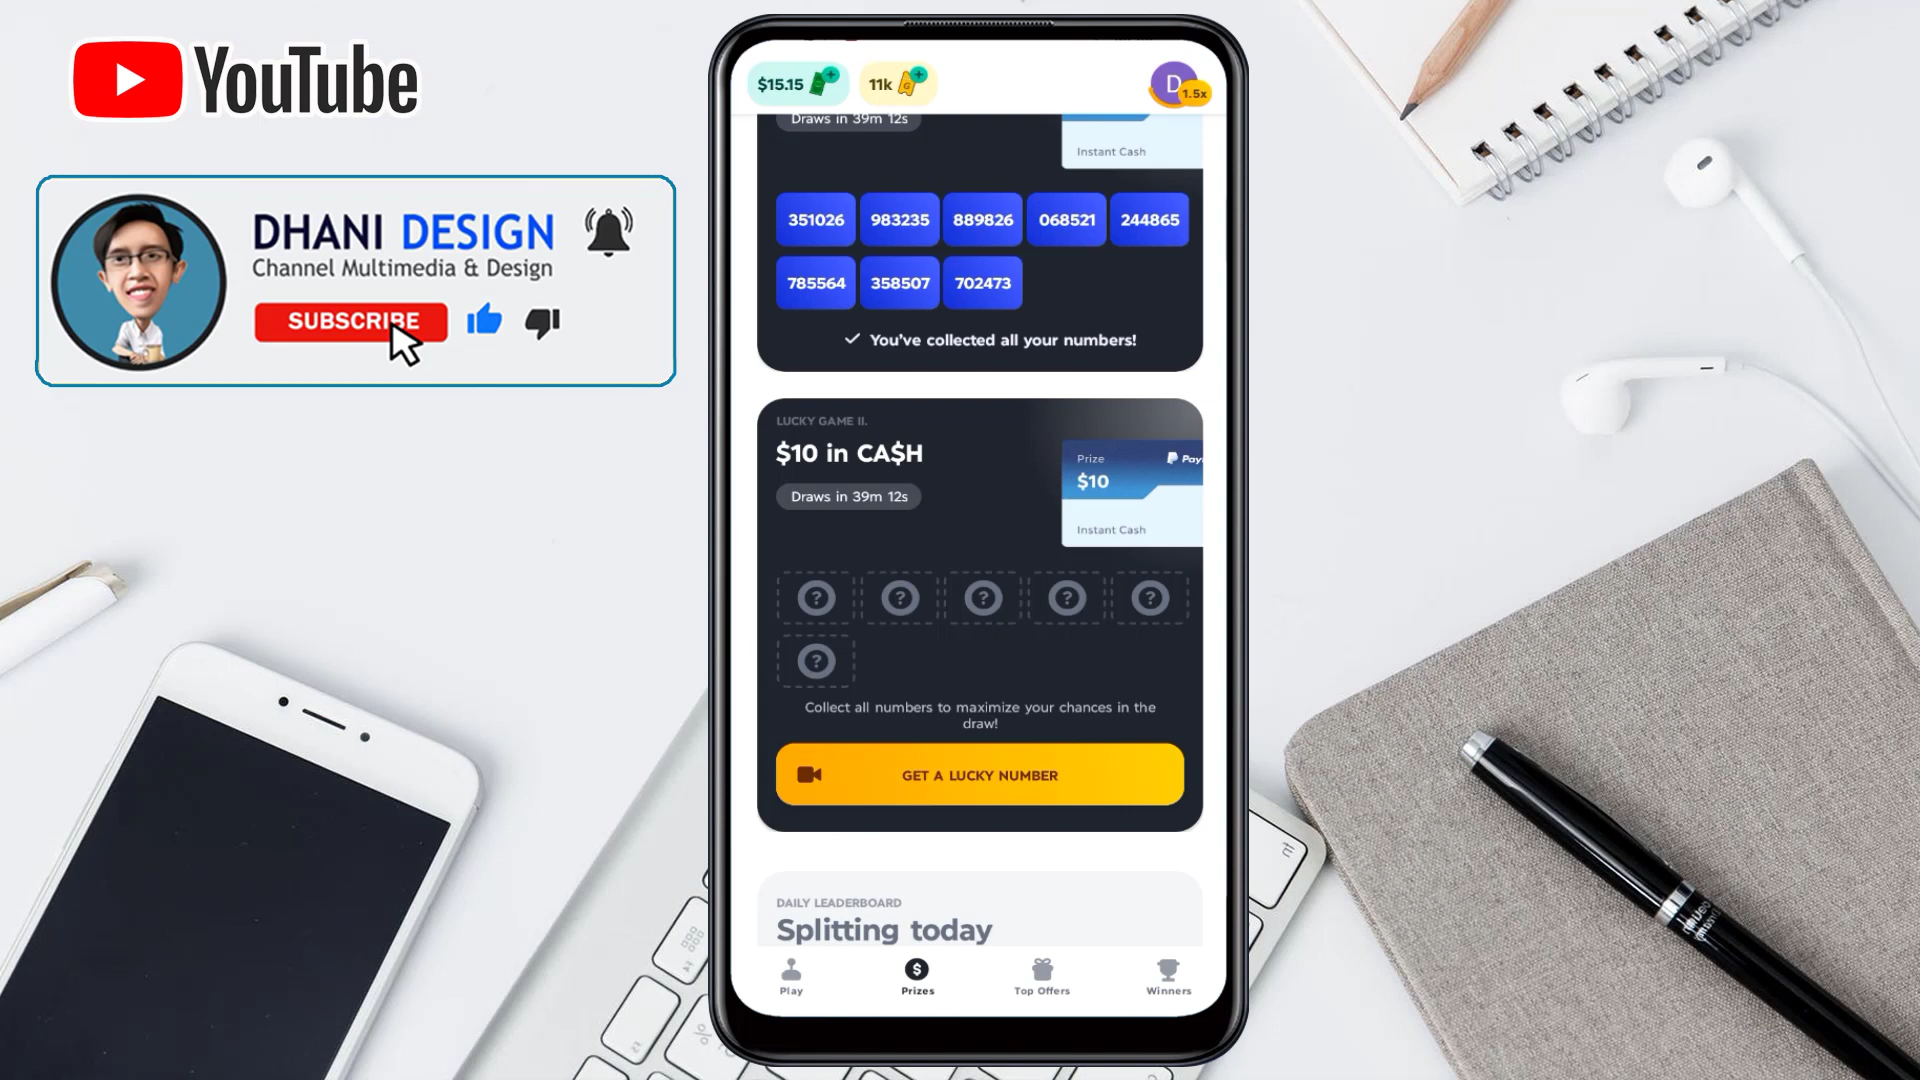 YouTube
DHANI DESIGN
Channel Multimedia & Design
SUBSCRIBE
$15.15
11k
D
1.5x
Draws in 39m 12s
Instant Cash
351026 983235 889826 068521 244865
785564 358507 702473
You've collected all your numbers!
LUCKY GAME II.
$10 in CA$H
Prize
Pay
$10
Draws in 39m 12s
Instant Cash
? ? ? ? ?
?
Collect all numbers to maximize your chances in the
draw!
GET A LUCKY NUMBER
DAILY LEADERBOARD
Splitting today
Play
Prizes
Top Offers
Winners